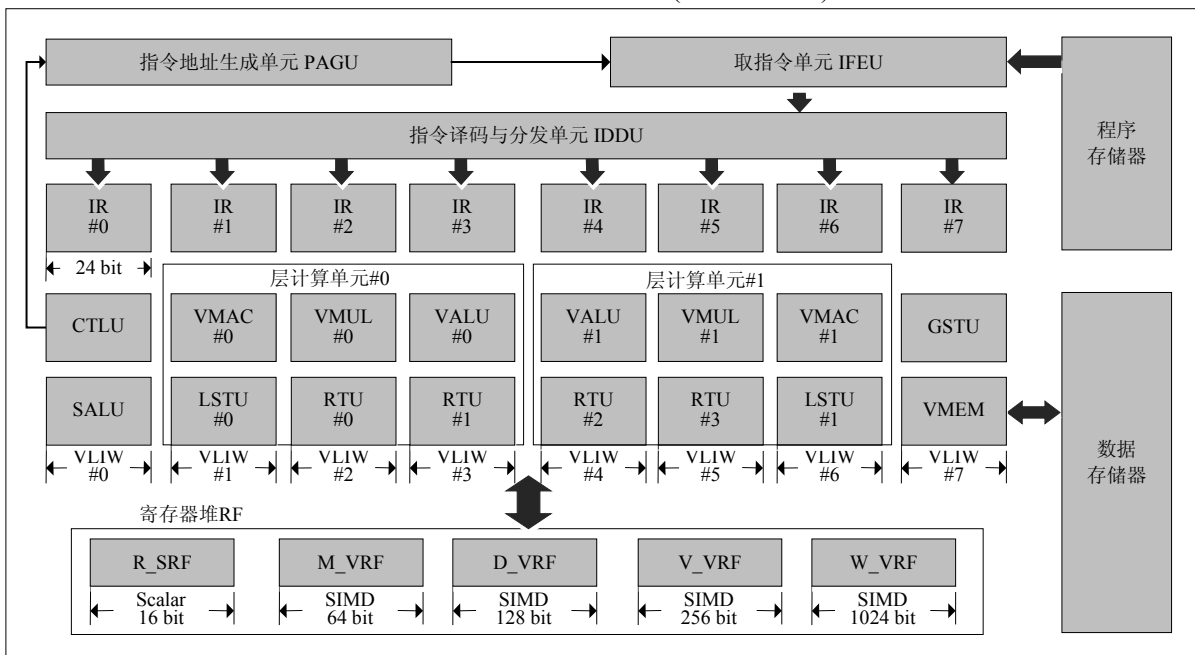 指令地址生成单元 PAGU
取指令单元 IFEU
程序
存储器
指令译码与分发单元 IDDU
IR
#0
IR
#1
IR
#2
IR
#3
IR
#4
IR
#5
IR
#6
IR
#7
24 bit
层计算单元#0
层计算单元#1
CTLU
VMAC
#0
VMUL
#0
VALU
#0
VALU
#1
VMUL
#1
VMAC
#1
GSTU
SALU
LSTU
#0
RTU
#0
RTU
#1
RTU
#2
RTU
#3
LSTU
#1
VMEM
数据
存储器
VLIW
#0
VLIW
#1
VLIW
#2
VLIW
#3
VLIW
#4
VLIW
#5
VLIW
#6
VLIW
#7
寄存器堆RF
R_SRF
M_VRF
D_VRF
V_VRF
W_VRF
Scalar
16 bit
SIMD
64 bit
SIMD
128 bit
SIMD
256 bit
SIMD
1024 bit